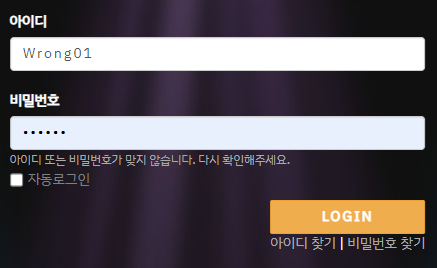 아이디
Wrong01
비밀번호
••••••
아이디 또는 비밀번호가 맞지 않습니다. 다시 확인해주세요.
자동로그인
LOGIN
아이디 찾기 | 비밀번호 찾기